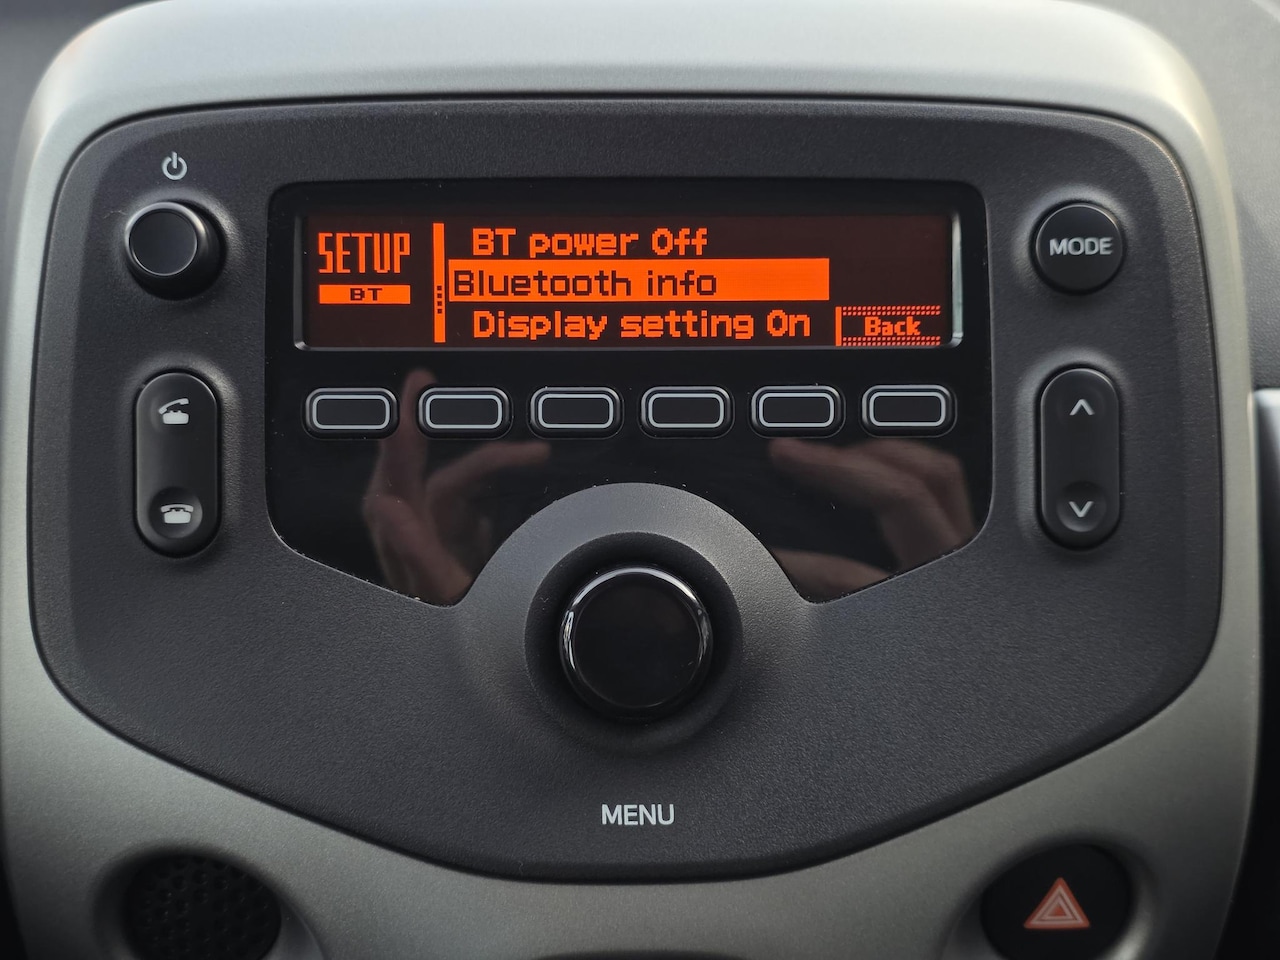 SETUP
BT
BT power Off
Bluetooth info
Display setting On
Back
MODE
MENU